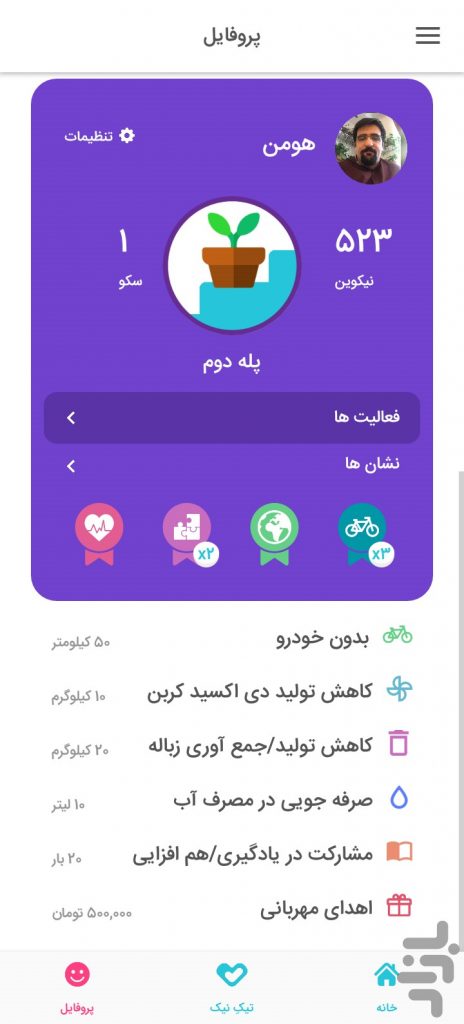 پروفایل
هومن
تنظیمات
۵۲۳
۱
نیکوین
سکو
پله دوم
فعالیت ها
نشان ها
x۳
x۲
بدون خودرو
۵۰ کیلومتر
کاهش تولید دی اکسید کربن
۱۰ کیلوگرم
کاهش تولید/جمع آوری زباله
۲۰ کیلوگرم
صرفه جویی در مصرف آب
۱۰ لیتر
مشارکت در یادگیری/هم افزایی
۲۰ بار
اهدای مهربانی
۵۰۰,۰۰۰ تومان
بازار
خانه
تیک نیک
پروفایل